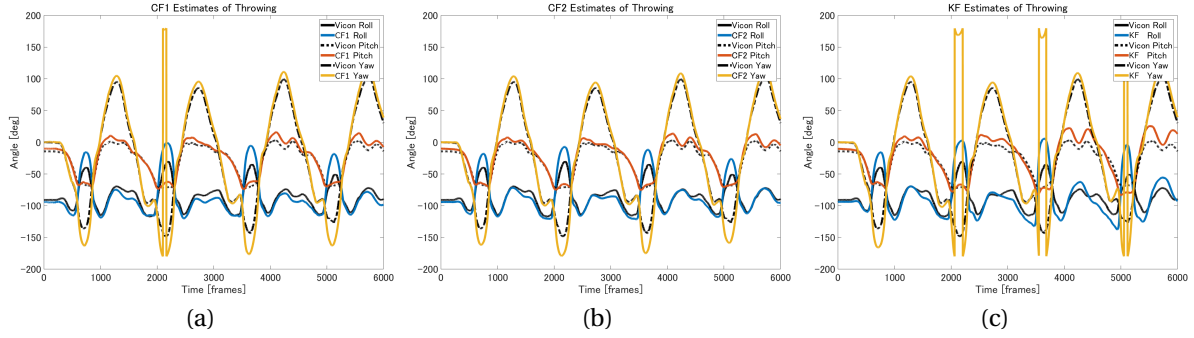 CF1 Estimates of Throwing
200
150
100
50
0
-50
-100
-150
-200
Angle [deg]
0 1000 2000 3000 4000 5000 6000
Time [frames]
Vicon Roll
CF1 Roll
Vicon Pitch
CF1 Pitch
Vicon Yaw
CF1 Yaw
(a)
CF2 Estimates of Throwing
200
150
100
50
0
-50
-100
-150
-200
Angle [deg]
0 1000 2000 3000 4000 5000 6000
Time [frames]
Vicon Roll
CF2 Roll
Vicon Pitch
CF2 Pitch
Vicon Yaw
CF2 Yaw
(b)
KF Estimates of Throwing
200
150
100
50
0
-50
-100
-150
-200
Angle [deg]
0 1000 2000 3000 4000 5000 6000
Time [frames]
Vicon Roll
KF Roll
Vicon Pitch
KF Pitch
Vicon Yaw
KF Yaw
(c)